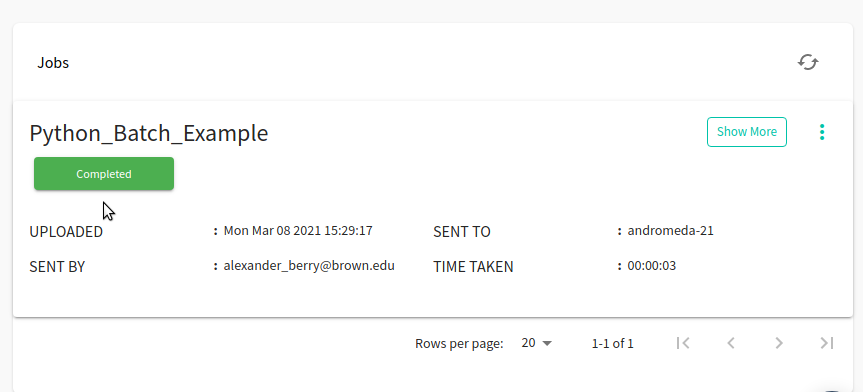 Jobs
Python_Batch_Example
Show More
Completed
UPLOADED : Mon Mar 08 2021 15:29:17 SENT TO : andromeda-21
SENT BY : alexander_berry@brown.edu TIME TAKEN : 00:00:03
Rows per page: 20 1-1 of 1